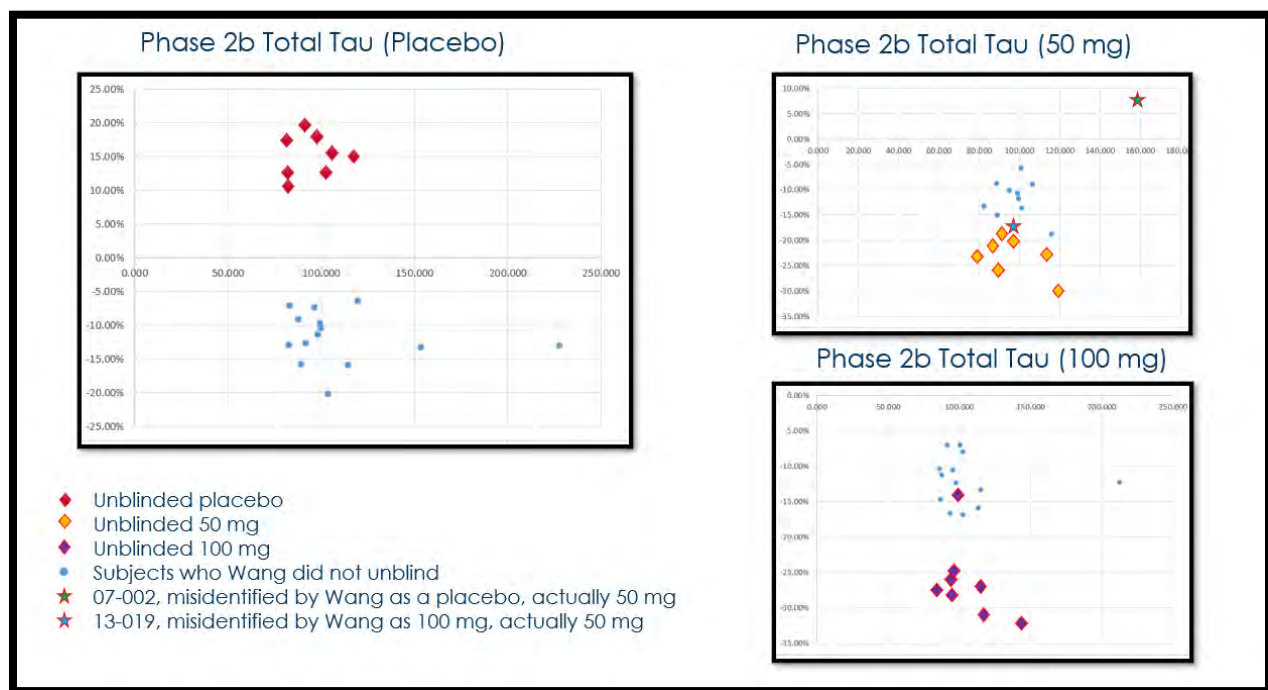 Phase 2b Total Tau (Placebo)
25.00%
20.00%
15.00%
10.00%
5.00%
0.00%
0.000 50.000 100.000 150.000 200.000 250.000
-5.00%
-10.00%
-15.00%
-20.00%
-25.00%
Phase 2b Total Tau (50 mg)
10.00%
5.00%
0.00%
0.000 20.000 40.000 60.000 80.000 100.000 120.000 140.000 160.000 180.0
-5.00%
-10.00%
-15.00%
-20.00%
-25.00%
-30.00%
-35.00%
Phase 2b Total Tau (100 mg)
0.00%
0.000 50.000 100.000 150.000 200.000 250.000
-5.00%
-10.00%
-15.00%
-20.00%
-25.00%
-30.00%
-35.00%
Unblinded placebo
Unblinded 50 mg
Unblinded 100 mg
Subjects who Wang did not unblind
07-002, misidentified by Wang as a placebo, actually 50 mg
13-019, misidentified by Wang as 100 mg, actually 50 mg